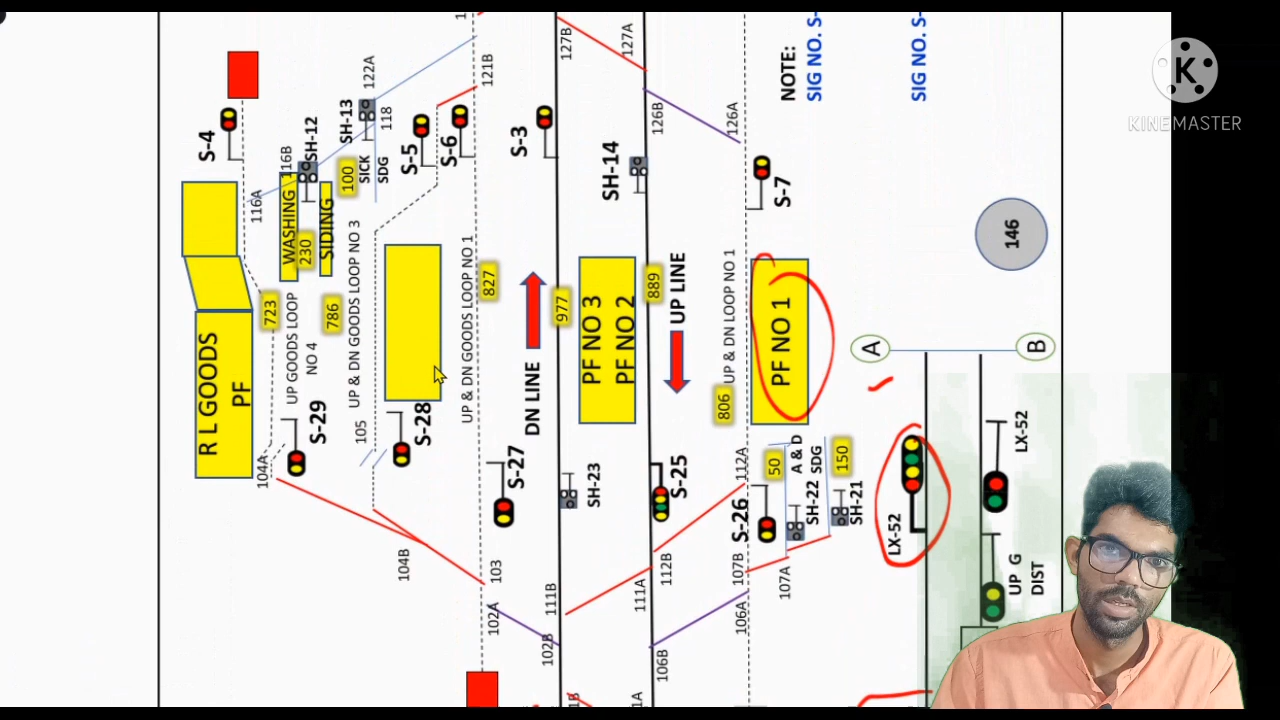 S-4
122A
SH-13
118
SH-12
116B
116A
100
SICK
SDG
WASHING
SIDING
230
S-5
S-6
121B
S-3
127B
127A
126B
126A
SH-14
S-7
NOTE:
SIG NO. S-
SIG NO. S-
146
K
KINEMASTER
R L GOODS
PF
723
UP GOODS LOOP
NO 4
786
UP & DN GOODS LOOP NO 3
UP & DN GOODS LOOP NO 1
827
DN LINE
977
PF NO 3
PF NO 2
889
UP LINE
UP & DN LOOP NO 1
806
PF NO 1
A
B
104A
S-29
105
S-28
S-27
SH-23
S-25
112A
50
A & D
SDG
150
S-26
SH-22
SH-21
LX-52
LX-52
104B
103
102A
102B
111B
111A
112B
106B
106A
107B
107A
UP G
DIST